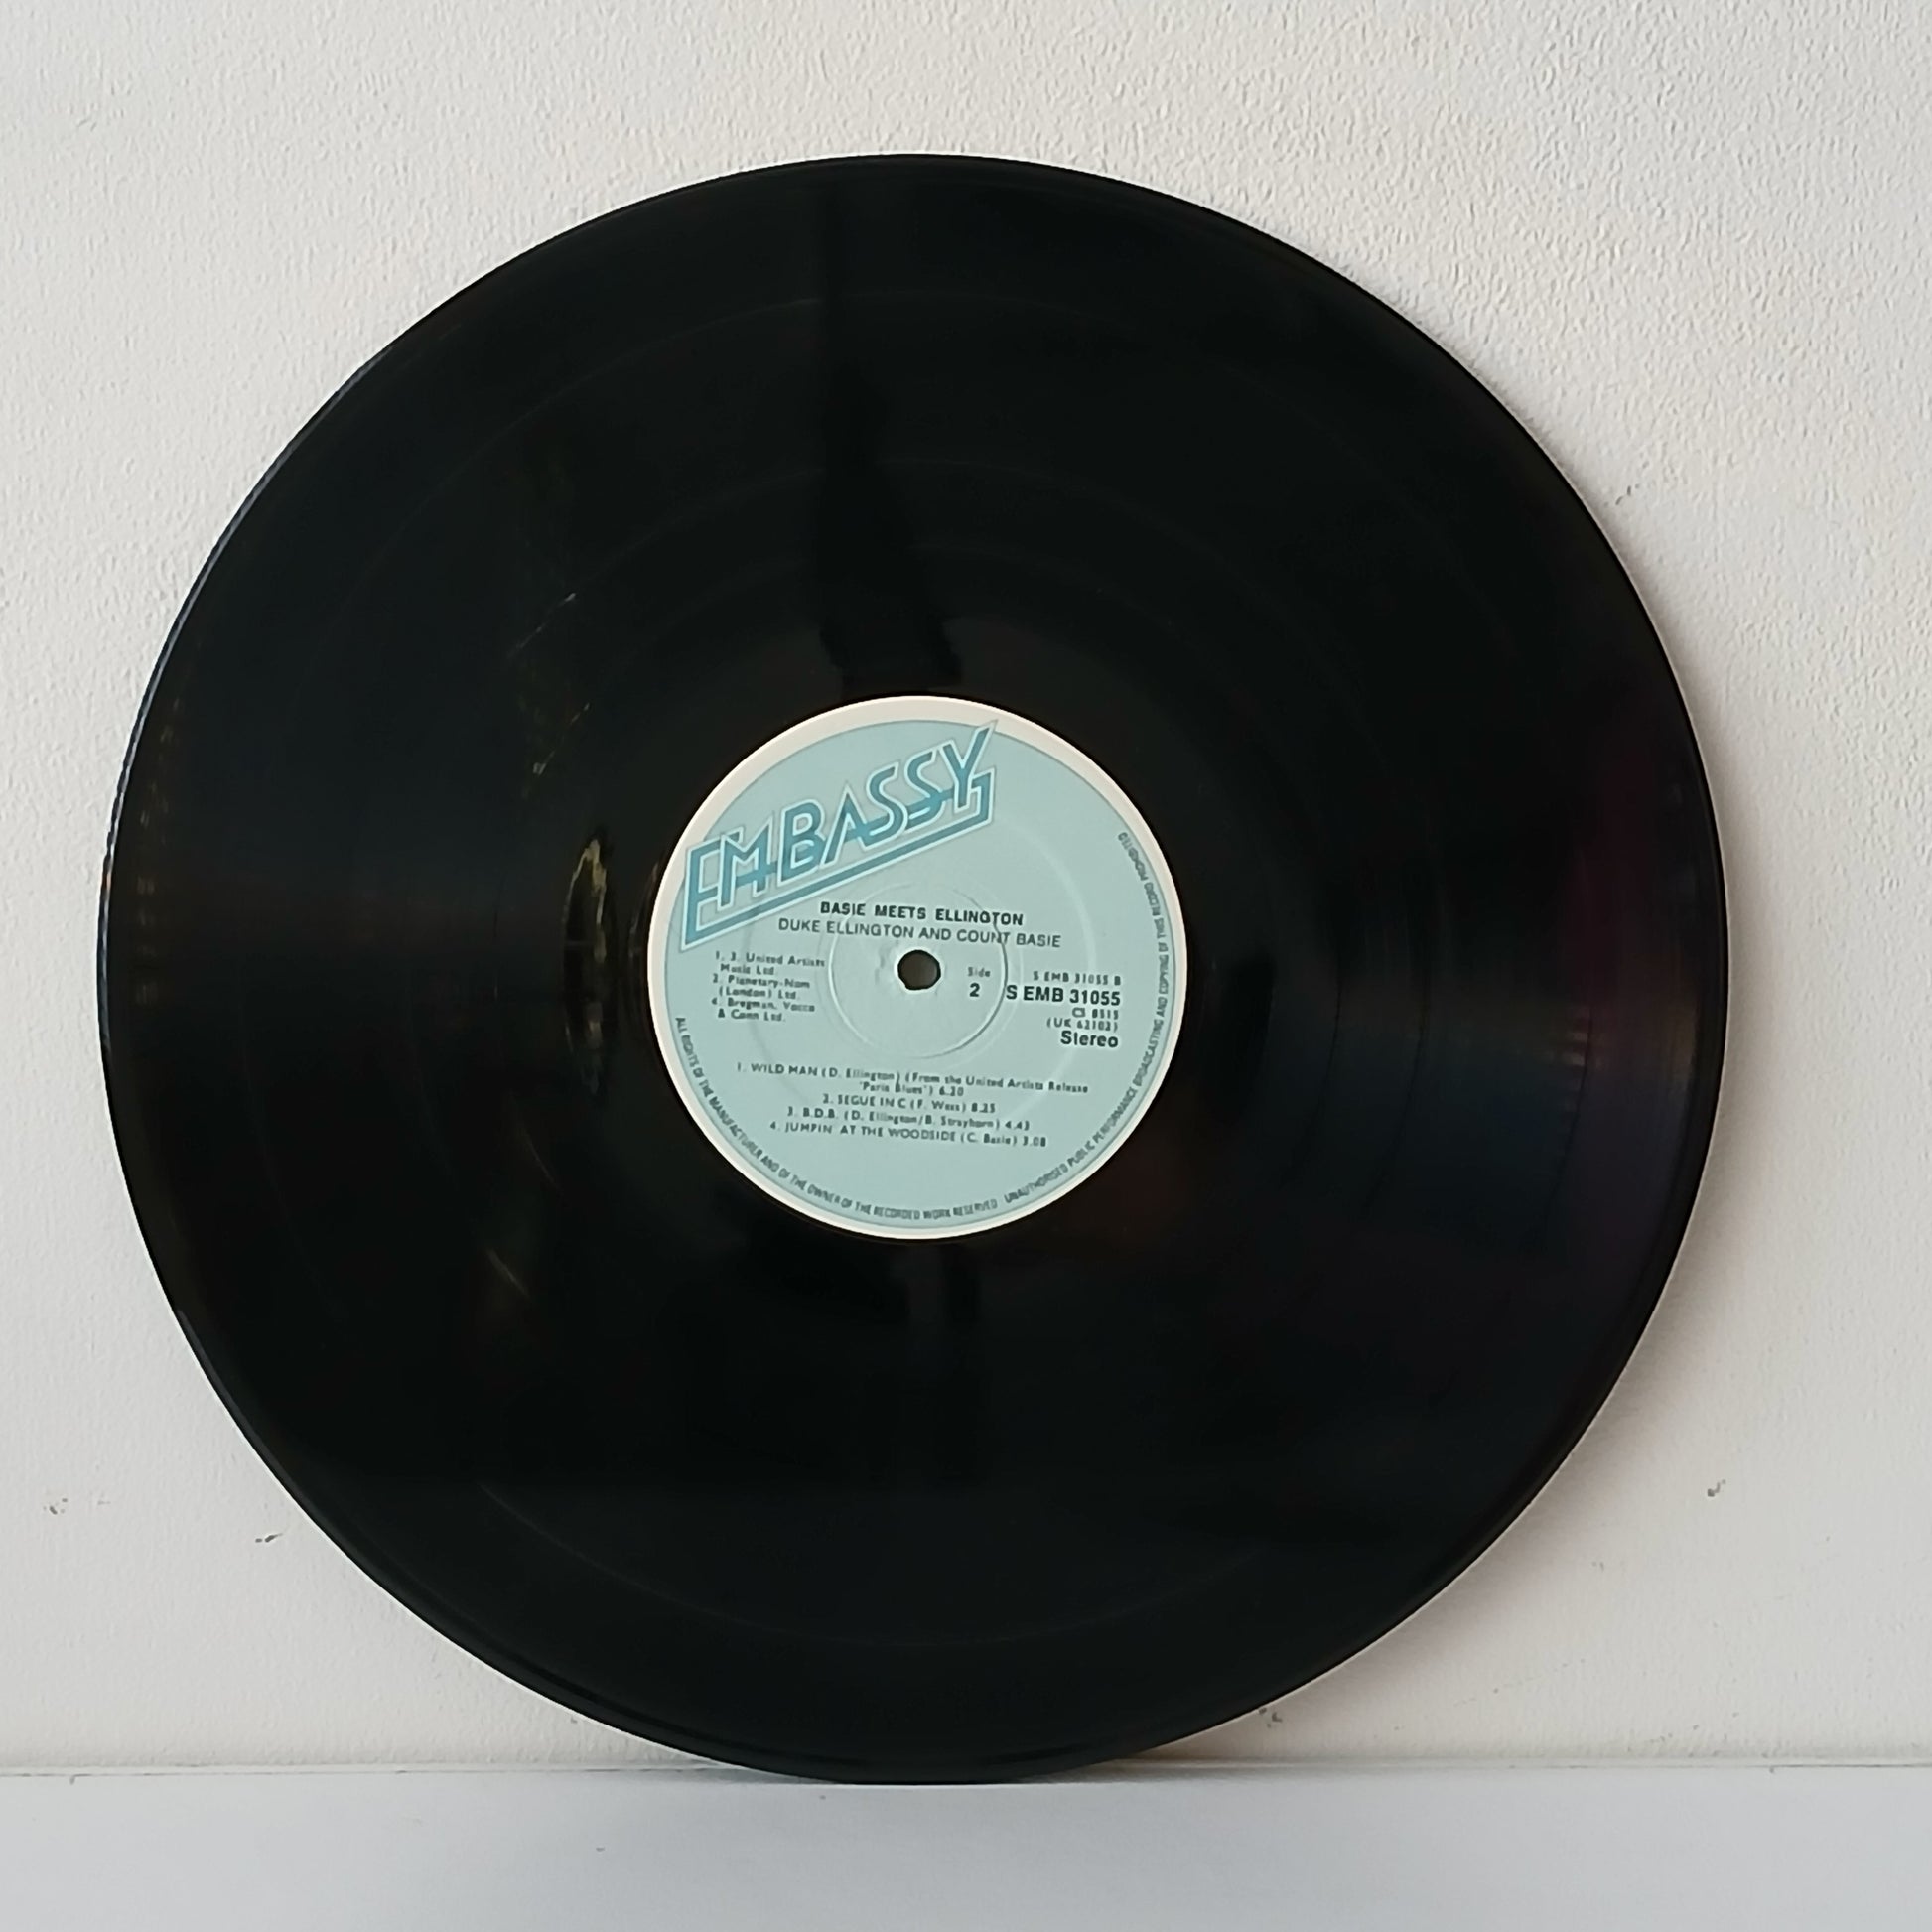 EMBASSY
BASIE MEETS ELLINGTON
DUKE ELLINGTON AND COUNT BASIE
1. 3. United Artists
Music Ltd.
2. Planetary-Nom
(London) Ltd.
4. Bregman, Vocco
& Conn Ltd.
Side
2
S EMB 31055 B
S EMB 31055
CS 8515
(UK 62102)
Stereo
1. WILD MAN (D. Ellington) (From the United Artists Release
'Paris Blues') 6.20
2. SEGUE IN C (F. Wess) 8.25
3. B.D.B. (D. Ellington/B. Strayhorn) 4.43
4. JUMPIN' AT THE WOODSIDE (C. Basie) 3.08
ALL RIGHTS OF THE MANUFACTURER AND OF THE OWNER OF THE RECORDED WORK RESERVED · UNAUTHORISED PUBLIC PERFORMANCE BROADCASTING AND COPYING OF THIS RECORD PROHIBITED